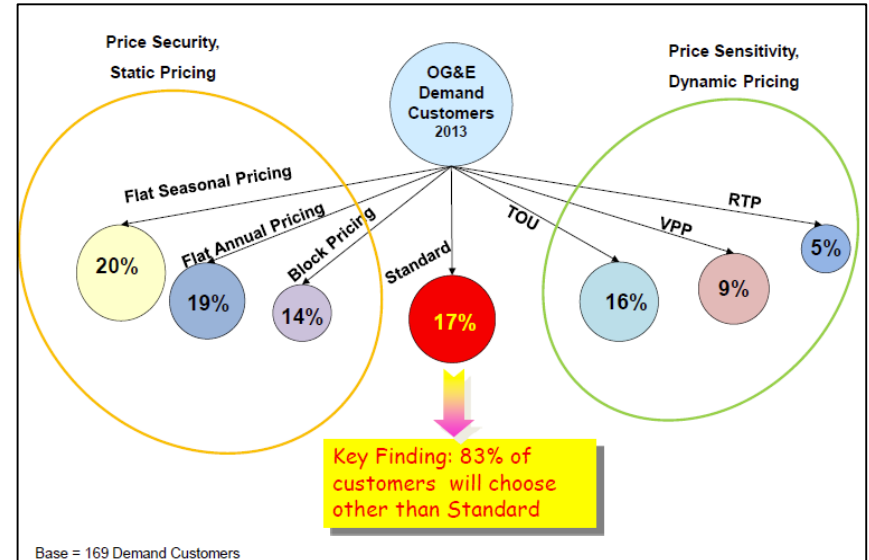 Price Security,
Static Pricing
OG&E
Demand
Customers
2013
Price Sensitivity,
Dynamic Pricing
Flat Seasonal Pricing
Flat Annual Pricing
Block Pricing
Standard
TOU
VPP
RTP
20%
19%
14%
17%
16%
9%
5%
Key Finding: 83% of
customers will choose
other than Standard
Base = 169 Demand Customers